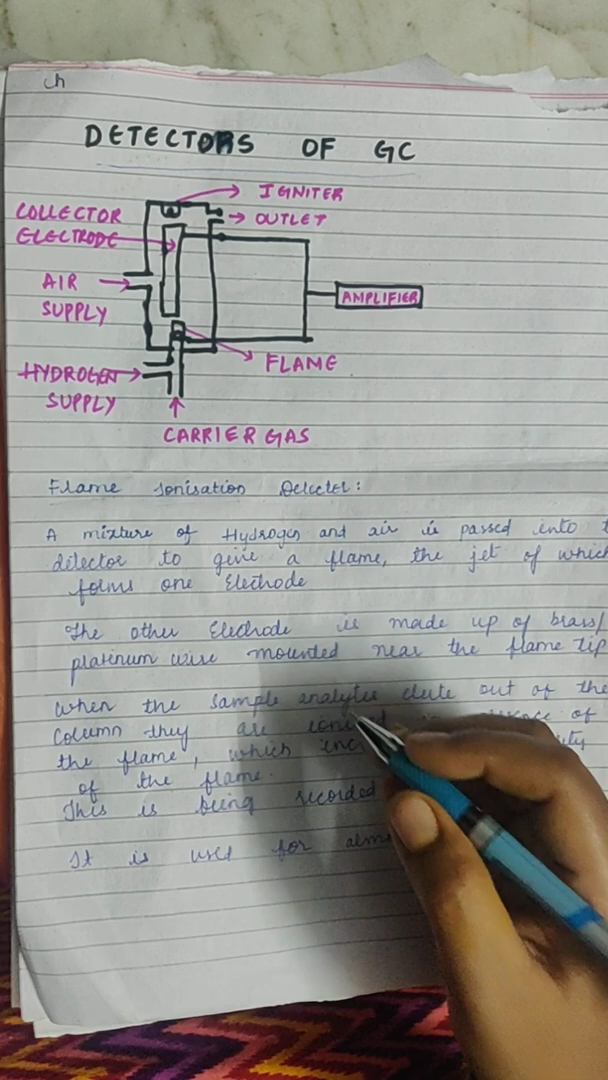 DETECTORS OF GC
IGNITER
COLLECTOR
ELECTRODE
OUTLET
AIR
SUPPLY
AMPLIFIER
FLAME
HYDROGEN
SUPPLY
CARRIER GAS
Flame Ionisation Detector:
A mixture of Hydrogen and air is passed into
detector to give a flame, the jet of which
forms one Electrode
The other Electrode is made up of brass/
platinum wire mounted near the flame tip
When the sample analytes elute out of the
column they are of
the flame, which
of the flame.
This is being recorded
It is used for